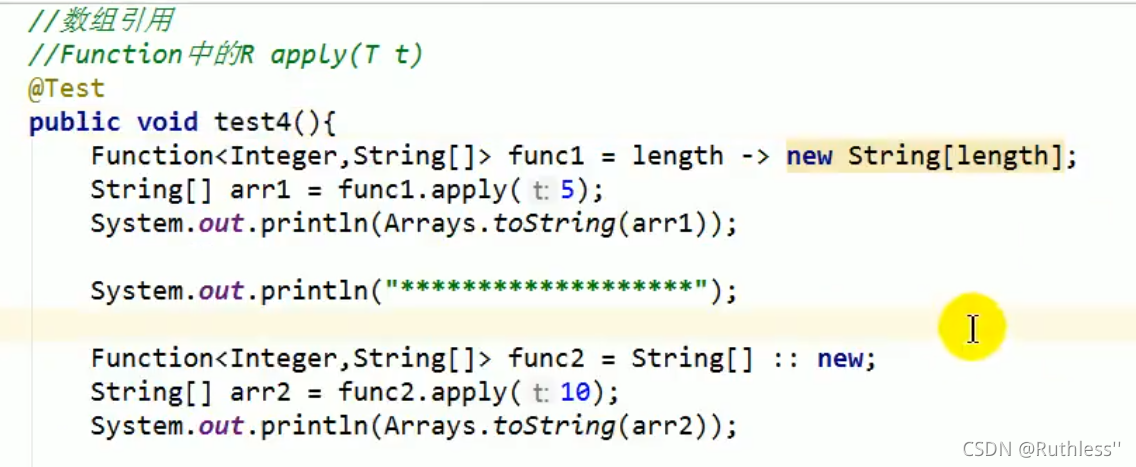 //数组引用
//Function中的R apply(T t)
@Test
public void test4(){
Function<Integer,String[]> func1 = length -> new String[length];
String[] arr1 = func1.apply( t: 5);
System.out.println(Arrays.toString(arr1));
System.out.println("*******************");
Function<Integer,String[]> func2 = String[] :: new;
String[] arr2 = func2.apply( t: 10);
System.out.println(Arrays.toString(arr2));
CSDN @Ruthless"